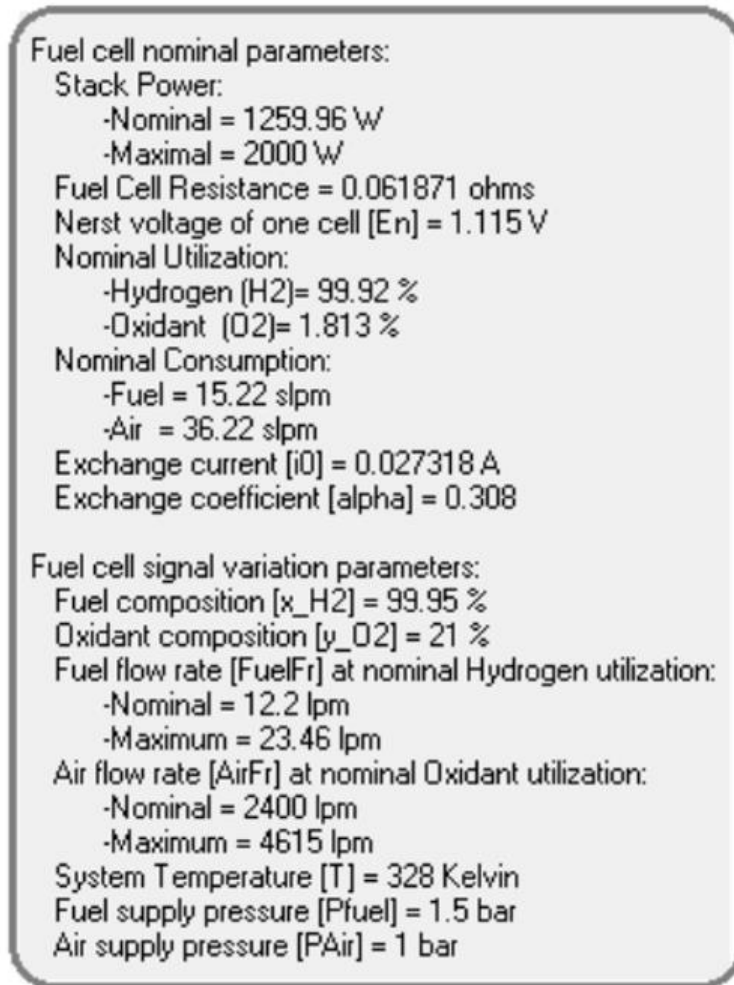 Fuel cell nominal parameters:
Stack Power:
-Nominal = 1259.96 W
-Maximal = 2000 W
Fuel Cell Resistance = 0.061871 ohms
Nerst voltage of one cell [En] = 1.115 V
Nominal Utilization:
-Hydrogen (H2)= 99.92 %
-Oxidant (O2)= 1.813 %
Nominal Consumption:
-Fuel = 15.22 slpm
-Air = 36.22 slpm
Exchange current [i0] = 0.027318 A
Exchange coefficient [alpha] = 0.308
Fuel cell signal variation parameters:
Fuel composition [x_H2] = 99.95 %
Oxidant composition [y_O2] = 21 %
Fuel flow rate [FuelFr] at nominal Hydrogen utilization:
-Nominal = 12.2 lpm
-Maximum = 23.46 lpm
Air flow rate [AirFr] at nominal Oxidant utilization:
-Nominal = 2400 lpm
-Maximum = 4615 lpm
System Temperature [T] = 328 Kelvin
Fuel supply pressure [Pfuel] = 1.5 bar
Air supply pressure [PAir] = 1 bar